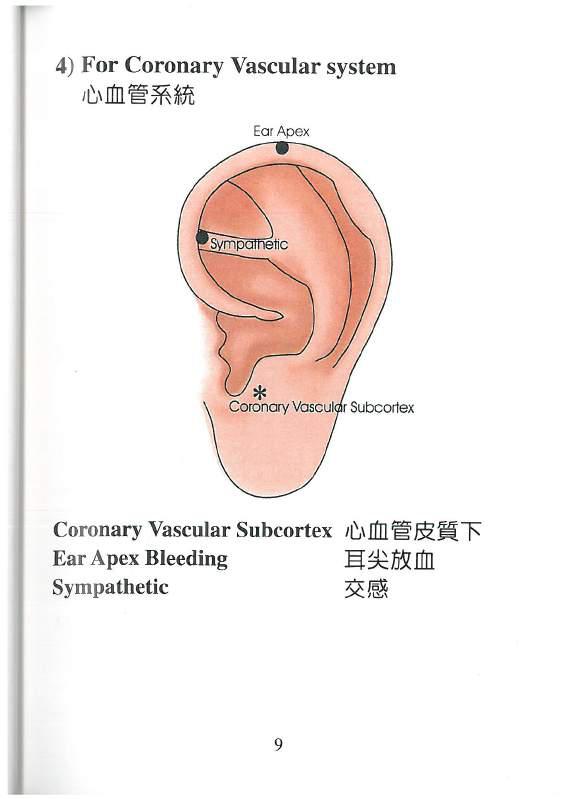 4) For Coronary Vascular system
心血管系統
Ear Apex
Sympathetic
Coronary Vascular Subcortex
Coronary Vascular Subcortex 心血管皮質下
Ear Apex Bleeding 耳尖放血
Sympathetic 交感
9